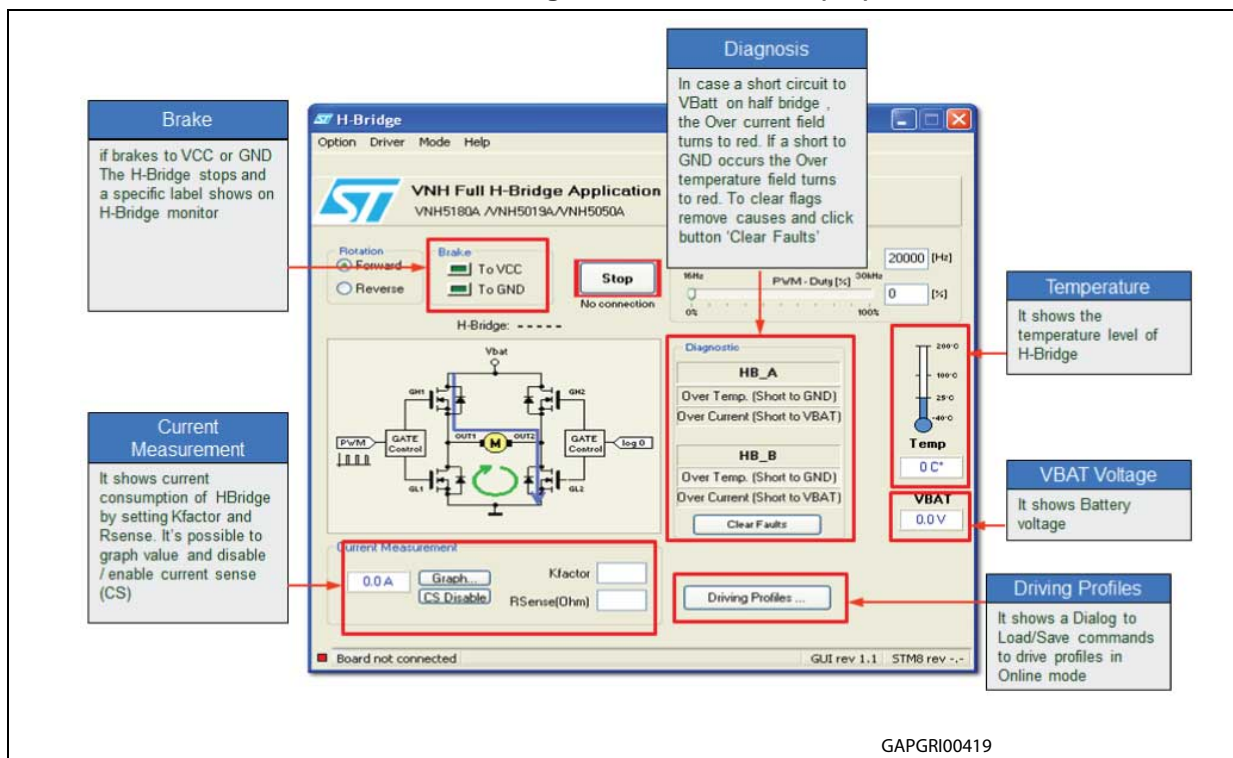 Brake
if brakes to VCC or GND
The H-Bridge stops and
a specific label shows on
H-Bridge monitor
Current
Measurement
It shows current
consumption of HBridge
by setting Kfactor and
Rsense. It's possible to
graph value and disable
/ enable current sense
(CS)
Diagnosis
In case a short circuit to
VBatt on half bridge ,
the Over current field
turns to red. If a short to
GND occurs the Over
temperature field turns
to red. To clear flags
remove causes and click
button 'Clear Faults'
H-Bridge
Option Driver Mode Help
ST
VNH Full H-Bridge Application
VNH5180A /VNH5019A/VNH5050A
Rotation
Forward
Reverse
Brake
To VCC
To GND
Stop
No connection
20000 [Hz]
16Hz
30kHz
PWM - Duty [%]
0 [%]
0%
100%
H-Bridge: - - - - -
Vbat
GH1
GH2
PWM
GATE
Control
OUT1
M
OUT2
GATE
Control
log 0
GL1
GL2
Diagnostic
HB_A
Over Temp. (Short to GND)
Over Current (Short to VBAT)
HB_B
Over Temp. (Short to GND)
Over Current (Short to VBAT)
Clear Faults
200°C
100°C
25°C
-40°C
Temp
0 C°
VBAT
0.0 V
Current Measurement
0.0 A
Graph...
CS Disable
Kfactor
RSense(Ohm)
Driving Profiles ...
Board not connected
GUI rev 1.1
STM8 rev -.-
Temperature
It shows the
temperature level of
H-Bridge
VBAT Voltage
It shows Battery
voltage
Driving Profiles
It shows a Dialog to
Load/Save commands
to drive profiles in
Online mode
GAPGRI00419